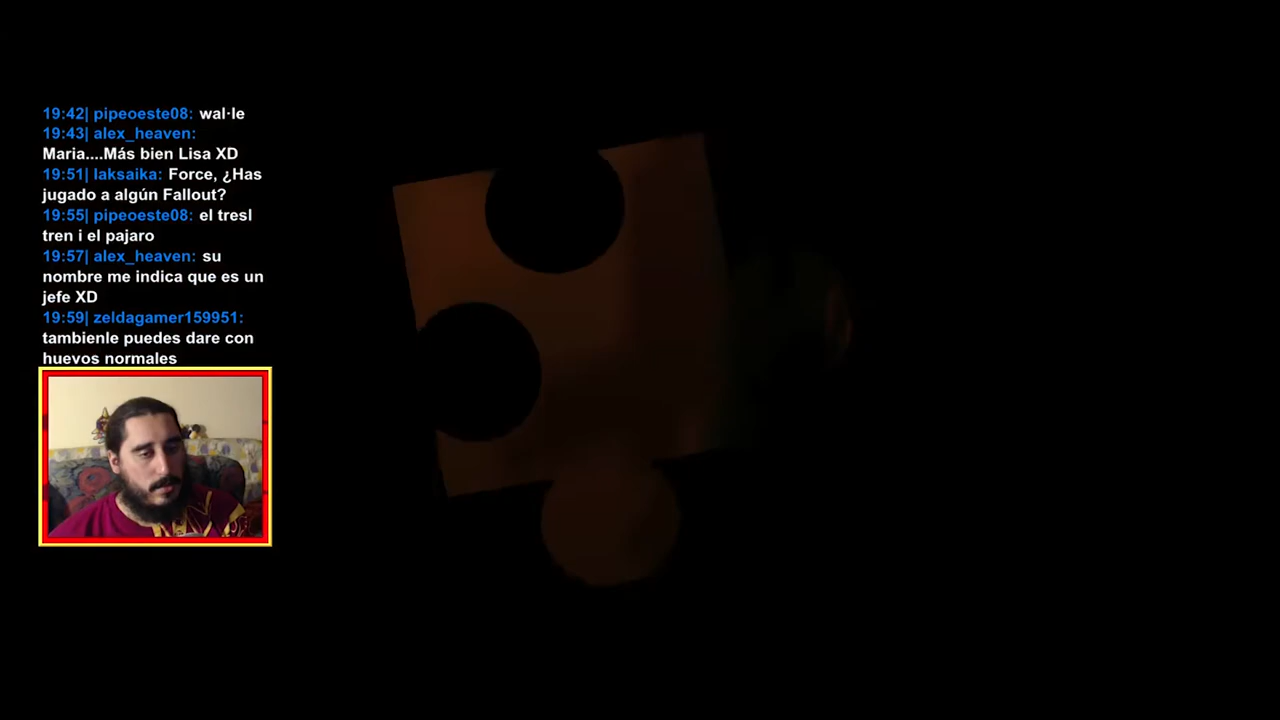 19:42| pipeoeste08: wal·le
19:43| alex_heaven:
Maria....Más bien Lisa XD
19:51| laksaika: Force, ¿Has
jugado a algún Fallout?
19:55| pipeoeste08: el tresl
tren i el pajaro
19:57| alex_heaven: su
nombre me indica que es un
jefe XD
19:59| zeldagamer159951:
tambienle puedes dare con
huevos normales